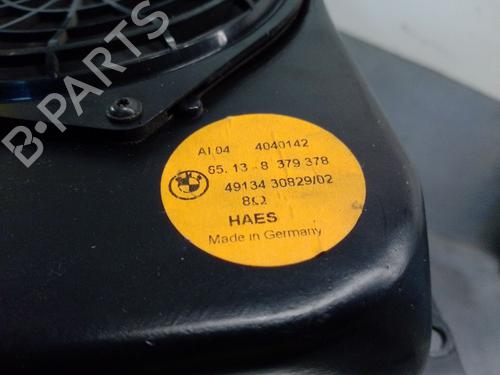 B-PARTS
AI 04 4040142
65. 13 - 8 379 378
49134 30829/02
8Ω
HAES
Made in Germany